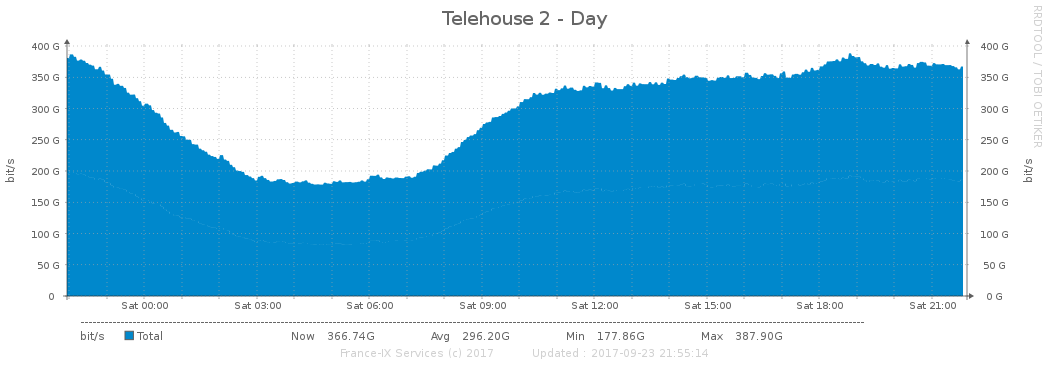 Telehouse 2 - Day
RRDTOOL / TOBI OETIKER
400 G 400 G
350 G 350 G
300 G 300 G
250 G 250 G
200 G 200 G
150 G 150 G
100 G 100 G
50 G 50 G
0 0 G
bit/s bit/s
Sat 00:00 Sat 03:00 Sat 06:00 Sat 09:00 Sat 12:00 Sat 15:00 Sat 18:00 Sat 21:00
bit/s Total Now 366.74G Avg 296.20G Min 177.86G Max 387.90G
France-IX Services (c) 2017 Updated : 2017-09-23 21:55:14